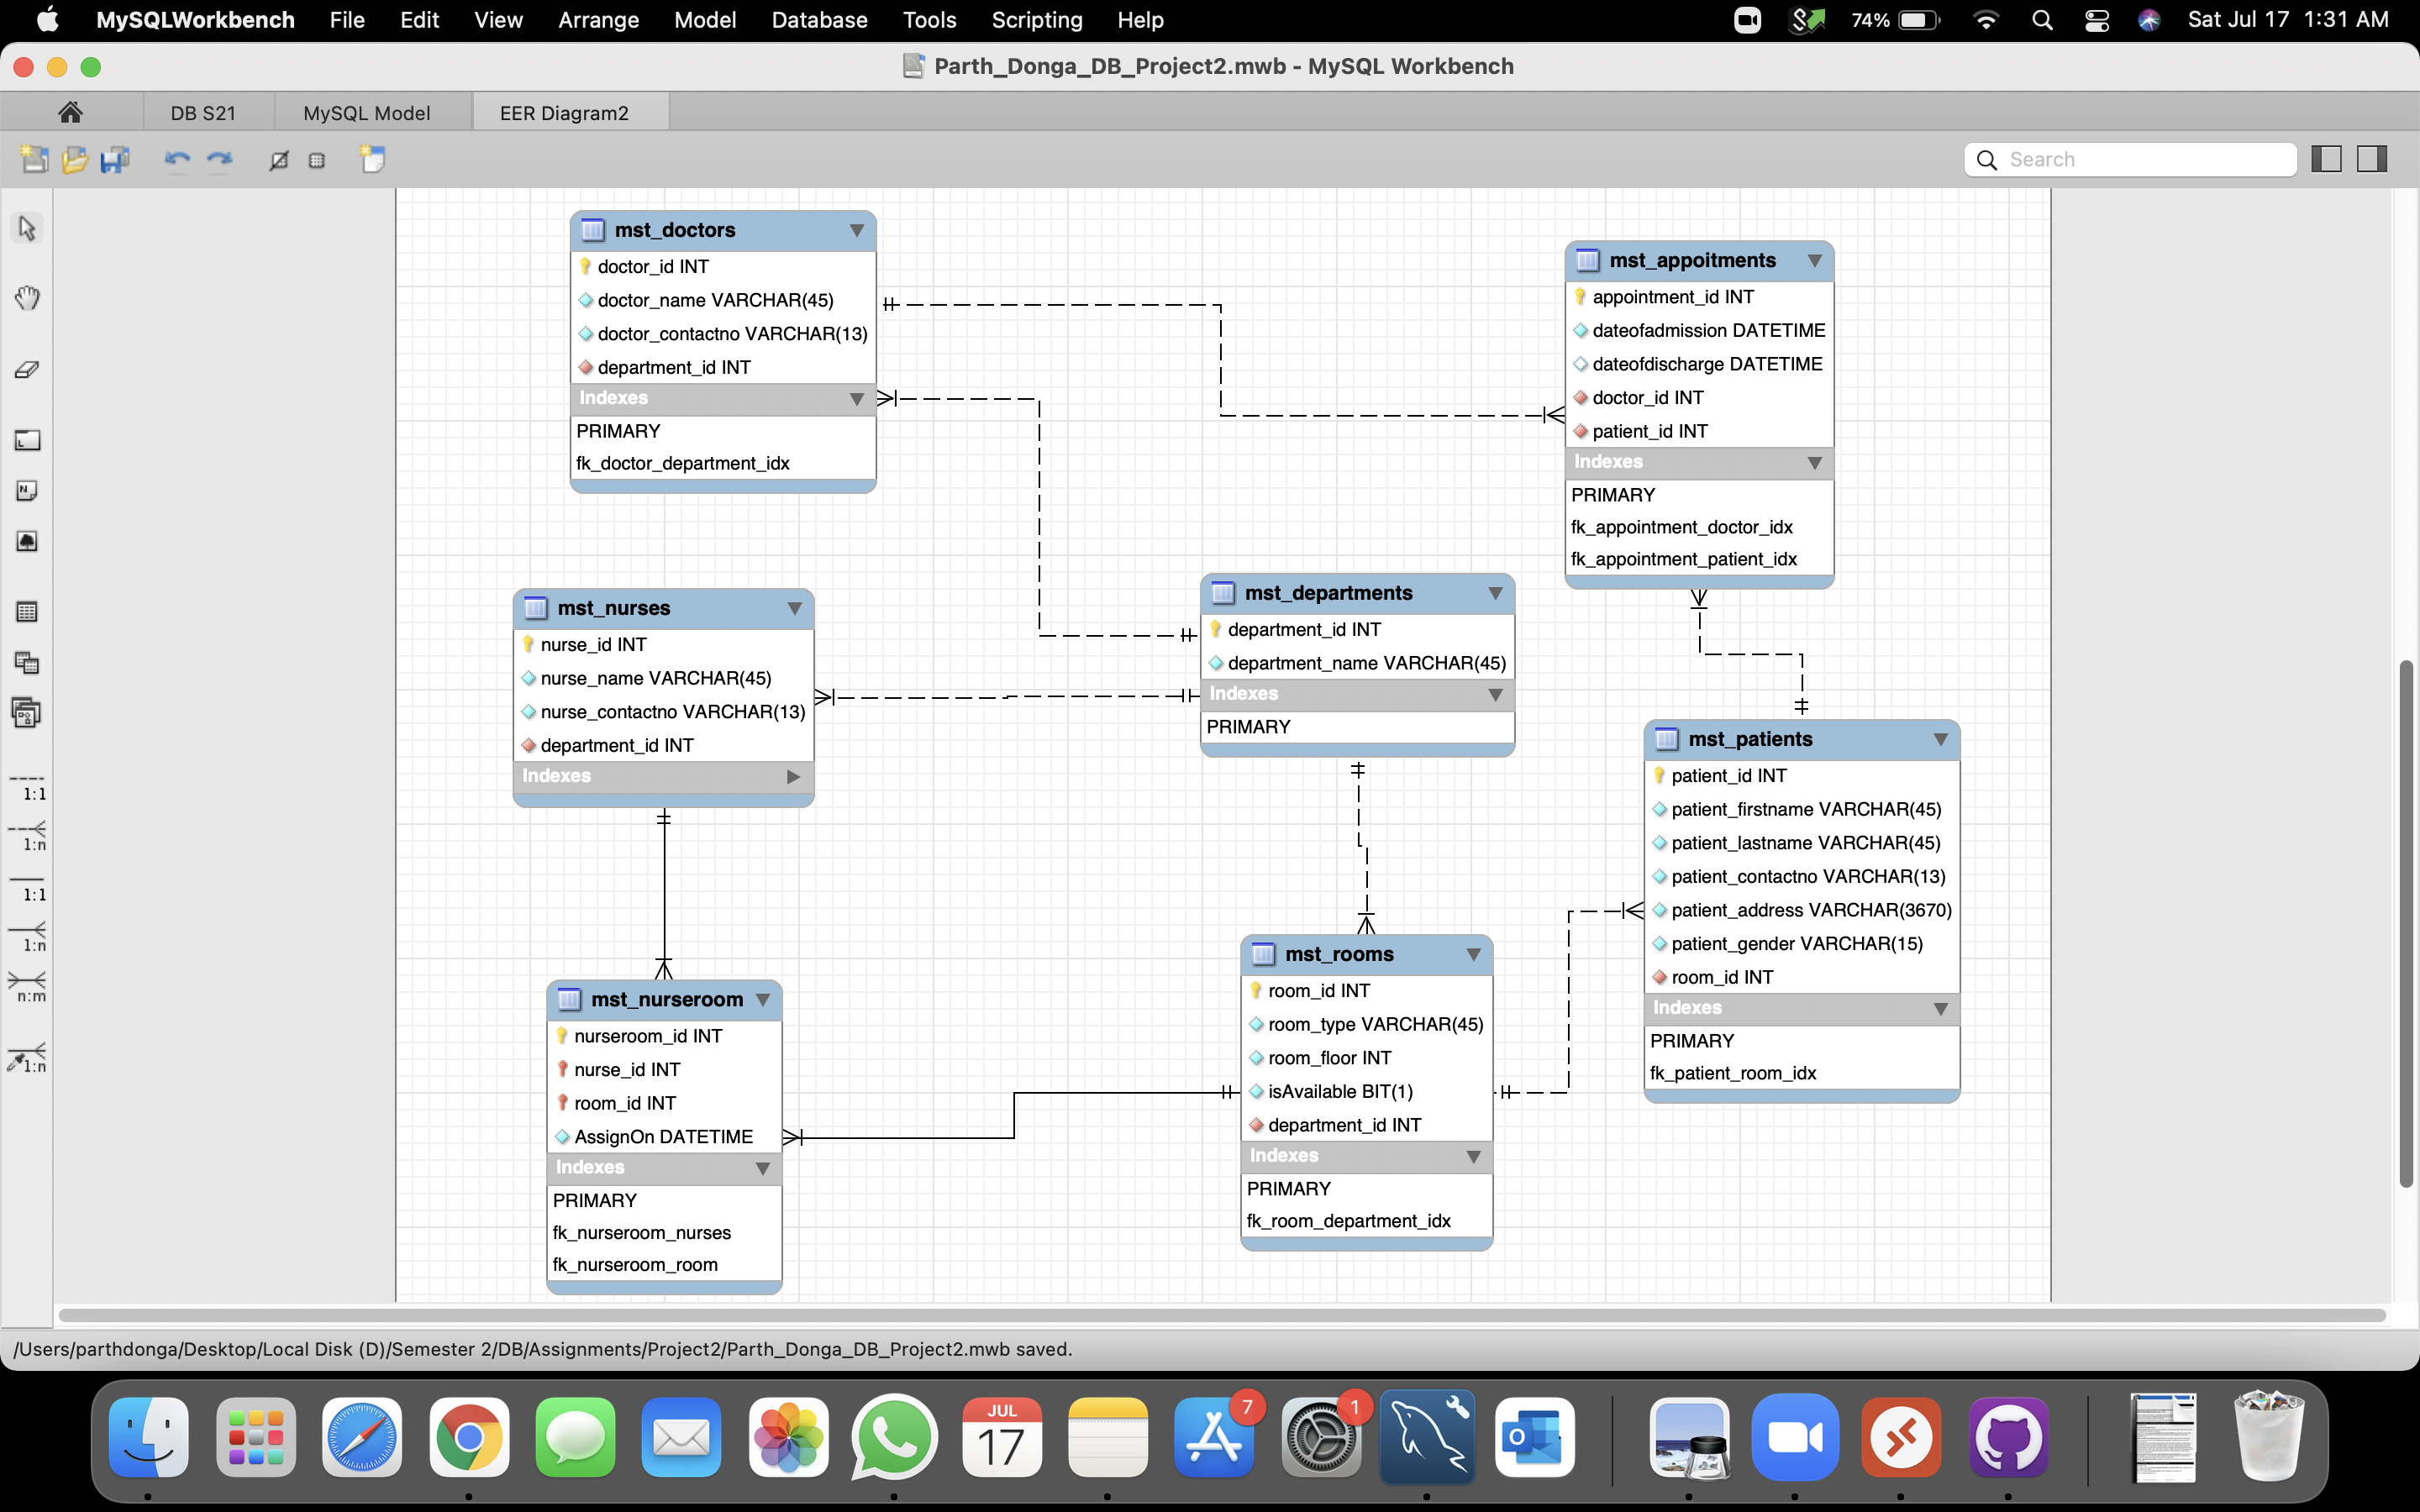 MySQLWorkbench File Edit View Arrange Model Database Tools Scripting Help 74% Sat Jul 17 1:31 AM
Parth_Donga_DB_Project2.mwb - MySQL Workbench
DB S21 MySQL Model EER Diagram2
Search
mst_doctors
doctor_id INT
doctor_name VARCHAR(45)
doctor_contactno VARCHAR(13)
department_id INT
Indexes
PRIMARY
fk_doctor_department_idx
mst_appoitments
appointment_id INT
dateofadmission DATETIME
dateofdischarge DATETIME
doctor_id INT
patient_id INT
Indexes
PRIMARY
fk_appointment_doctor_idx
fk_appointment_patient_idx
mst_nurses
nurse_id INT
nurse_name VARCHAR(45)
nurse_contactno VARCHAR(13)
department_id INT
Indexes
mst_departments
department_id INT
department_name VARCHAR(45)
Indexes
PRIMARY
mst_patients
patient_id INT
patient_firstname VARCHAR(45)
patient_lastname VARCHAR(45)
patient_contactno VARCHAR(13)
patient_address VARCHAR(3670)
patient_gender VARCHAR(15)
room_id INT
Indexes
PRIMARY
fk_patient_room_idx
mst_nurseroom
nurseroom_id INT
nurse_id INT
room_id INT
AssignOn DATETIME
Indexes
PRIMARY
fk_nurseroom_nurses
fk_nurseroom_room
mst_rooms
room_id INT
room_type VARCHAR(45)
room_floor INT
isAvailable BIT(1)
department_id INT
Indexes
PRIMARY
fk_room_department_idx
1:1
1:n
1:1
1:n
n:m
1:n
/Users/parthdonga/Desktop/Local Disk (D)/Semester 2/DB/Assignments/Project2/Parth_Donga_DB_Project2.mwb saved.
JUL
17
7
1